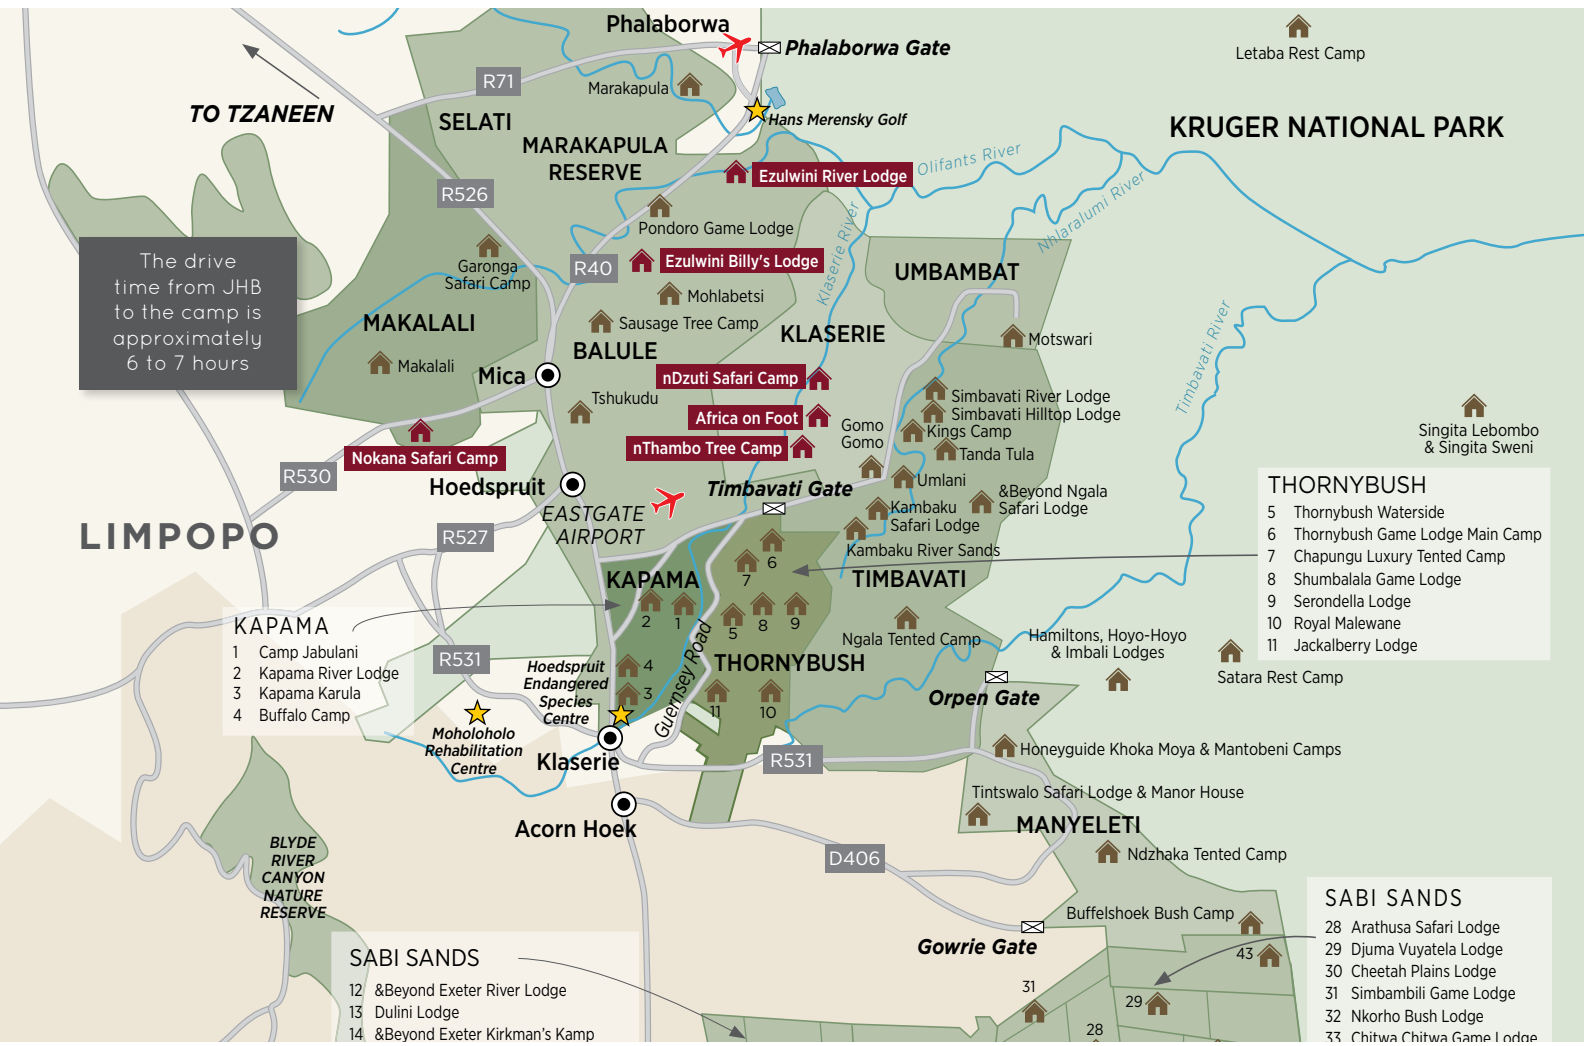 Phalaborwa
Phalaborwa Gate
Letaba Rest Camp
R71
Marakapula
TO TZANEEN
SELATI
Hans Merensky Golf
KRUGER NATIONAL PARK
MARAKAPULA
RESERVE
Olifants River
Ezulwini River Lodge
R526
Nhlaralumi River
Pondoro Game Lodge
Klaserie River
The drive
time from JHB
to the camp is
approximately
6 to 7 hours
Garonga
Safari Camp
R40
Ezulwini Billy's Lodge
UMBAMBAT
Mohlabetsi
MAKALALI
Sausage Tree Camp
KLASERIE
Motswari
Timbavati River
BALULE
Makalali
Mica
nDzuti Safari Camp
Tshukudu
Simbavati River Lodge
Simbavati Hilltop Lodge
Africa on Foot
Gomo
Gomo
Kings Camp
nThambo Tree Camp
Tanda Tula
Singita Lebombo
& Singita Sweni
Nokana Safari Camp
R530
Hoedspruit
Timbavati Gate
Umlani
&Beyond Ngala
Safari Lodge
Kambaku
Safari Lodge
EASTGATE
AIRPORT
LIMPOPO
R527
Kambaku River Sands
THORNYBUSH
5 Thornybush Waterside
6 Thornybush Game Lodge Main Camp
7 Chapungu Luxury Tented Camp
8 Shumbalala Game Lodge
9 Serondella Lodge
10 Royal Malewane
11 Jackalberry Lodge
6
7
KAPAMA
TIMBAVATI
2
1
5
8
9
KAPAMA
1 Camp Jabulani
2 Kapama River Lodge
3 Kapama Karula
4 Buffalo Camp
Ngala Tented Camp
Hamiltons, Hoyo-Hoyo
& Imbali Lodges
R531
Hoedspruit
Endangered
Species
Centre
4
3
Guernsey Road
THORNYBUSH
Satara Rest Camp
Orpen Gate
11
10
Moholoholo
Rehabilitation
Centre
Klaserie
R531
Honeyguide Khoka Moya & Mantobeni Camps
Tintswalo Safari Lodge & Manor House
Acorn Hoek
MANYELETI
BLYDE
RIVER
CANYON
NATURE
RESERVE
D406
Ndzhaka Tented Camp
Buffelshoek Bush Camp
Gowrie Gate
43
SABI SANDS
28 Arathusa Safari Lodge
29 Djuma Vuyatela Lodge
30 Cheetah Plains Lodge
31 Simbambili Game Lodge
32 Nkorho Bush Lodge
33 Chitwa Chitwa Game Lodge
SABI SANDS
12 &Beyond Exeter River Lodge
13 Dulini Lodge
14 &Beyond Exeter Kirkman's Kamp
31
29
28